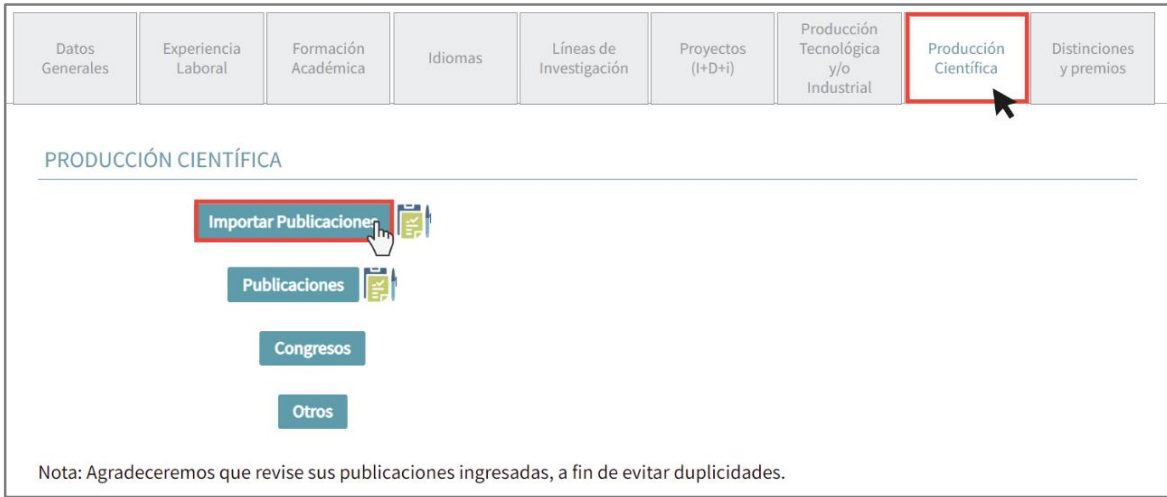 Datos
Generales
Experiencia
Laboral
Formación
Académica
Idiomas
Líneas de
Investigación
Proyectos
(I+D+i)
Producción
Tecnológica
y/o
Industrial
Producción
Científica
Distinciones
y premios
PRODUCCIÓN CIENTÍFICA
Importar Publicaciones
Publicaciones
Congresos
Otros
Nota: Agradeceremos que revise sus publicaciones ingresadas, a fin de evitar duplicidades.